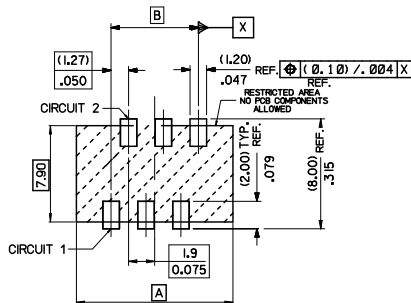 B
X
(1.27)
.050
(1.20)
.047
REF.
(0.10)/.004 X
REF.
RESTRICTED AREA
NO PCB COMPONENTS
ALLOWED
CIRCUIT 2
7.90
(2.00) TYP.
.079 REF.
(8.00) REF.
.315
CIRCUIT 1
1.9
0.075
A